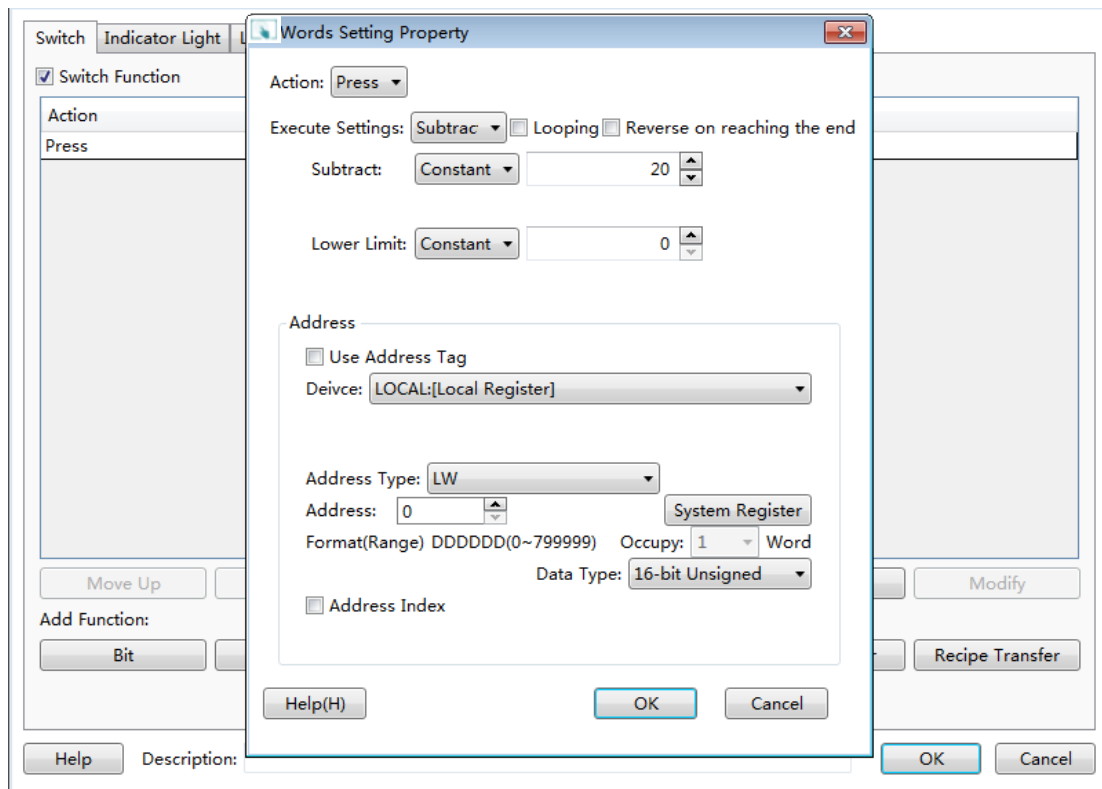 Switch Indicator Light
Words Setting Property
Switch Function
Action
Press
Action: Press
Execute Settings: Subtrac Looping Reverse on reaching the end
Subtract: Constant 20
Lower Limit: Constant 0
Address
Use Address Tag
Deivce: LOCAL:[Local Register]
Address Type: LW
Address: 0 System Register
Format(Range) DDDDDD(0~799999) Occupy: 1 Word
Data Type: 16-bit Unsigned
Address Index
Help(H) OK Cancel
Move Up Modify
Add Function:
Bit Recipe Transfer
Help Description: OK Cancel